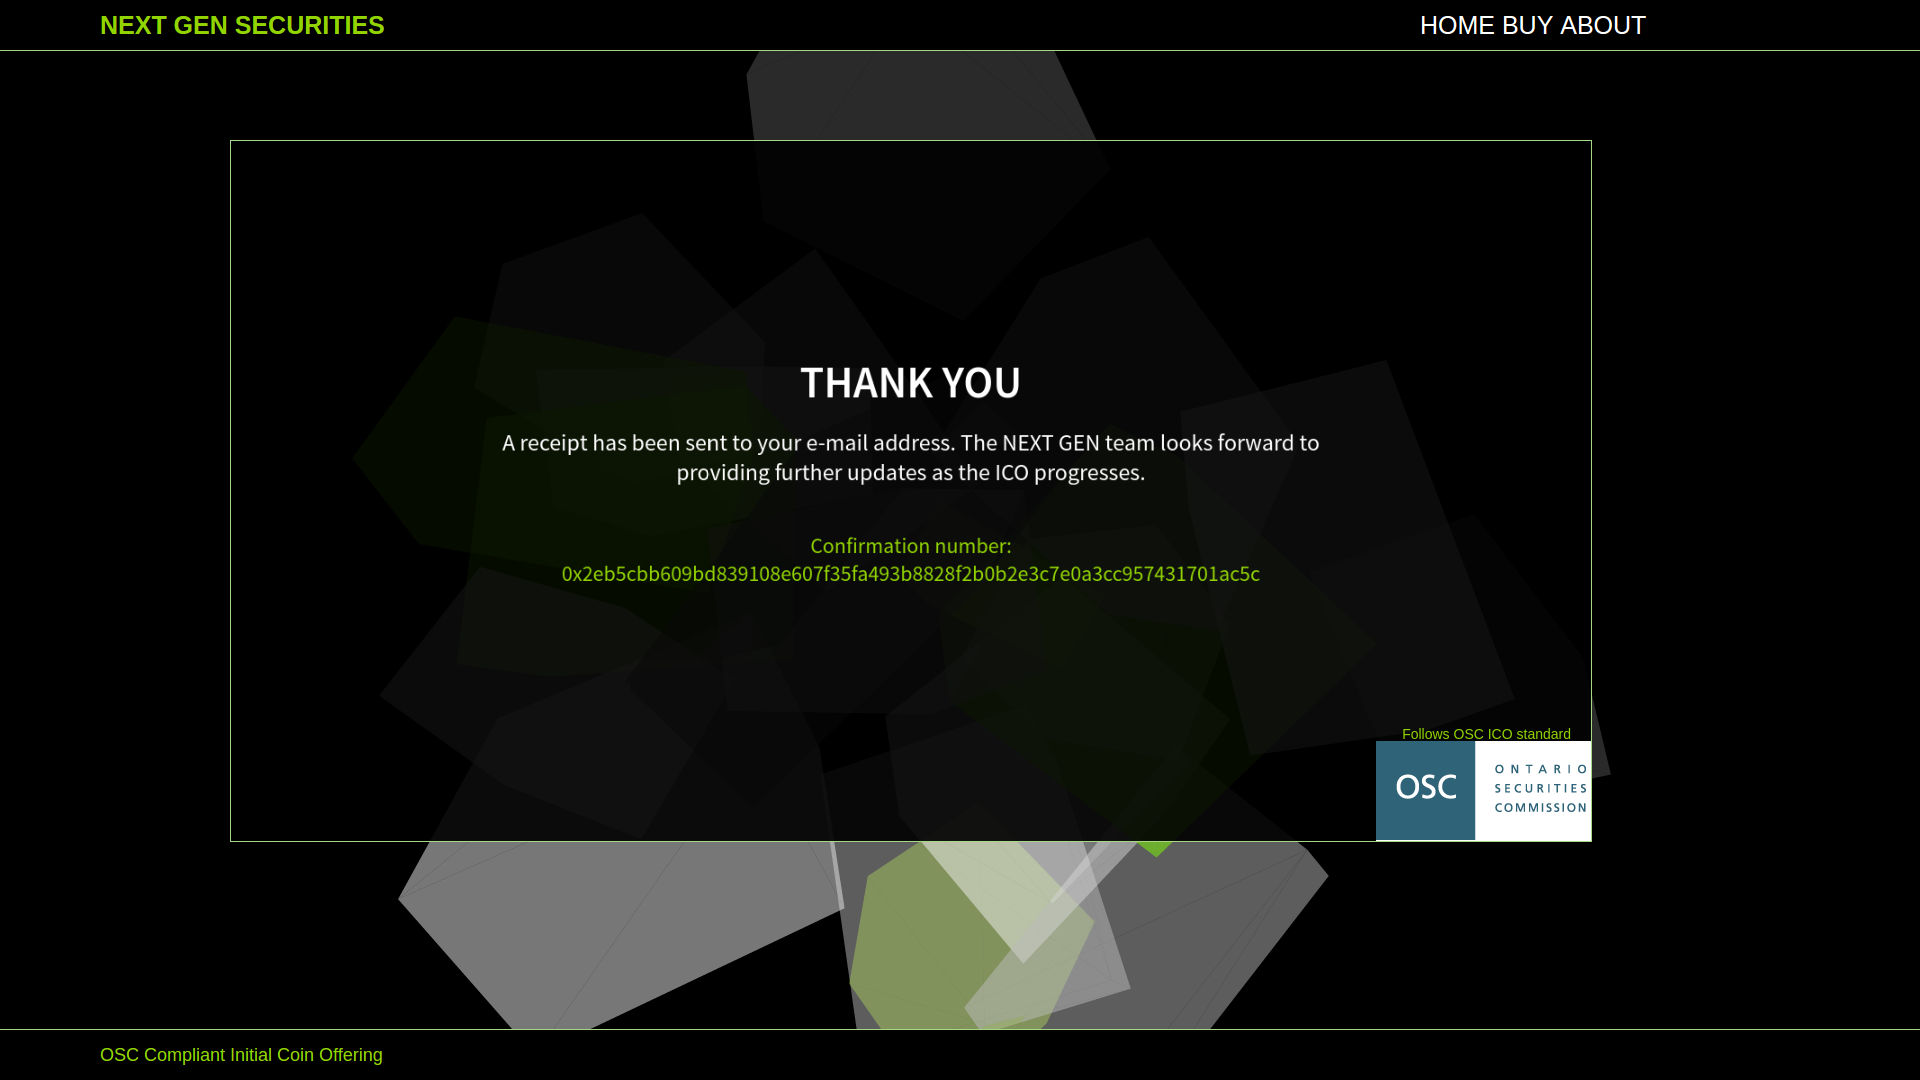 NEXT GEN SECURITIES
HOME BUY ABOUT
THANK YOU
A receipt has been sent to your e-mail address. The NEXT GEN team looks forward to
providing further updates as the ICO progresses.
Confirmation number:
0x2eb5cbb609bd839108e607f35fa493b8828f2b0b2e3c7e0a3cc957431701ac5c
Follows OSC ICO standard
OSC
ONTARIO
SECURITIES
COMMISSION
OSC Compliant Initial Coin Offering